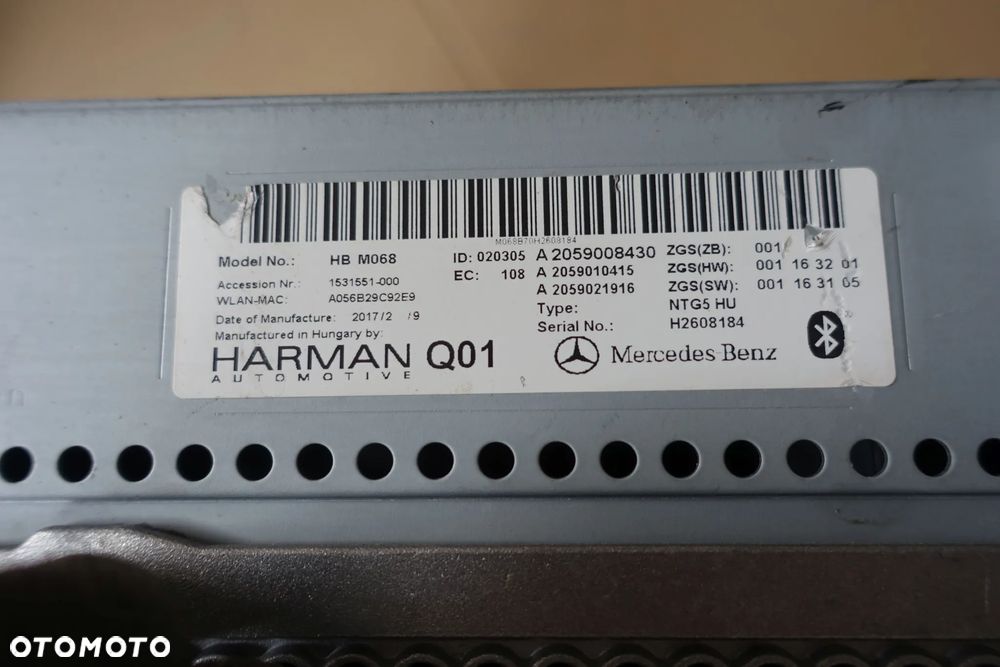 M068B70H2608184
Model No.: HB M068 ID: 020305 A 2059008430 ZGS(ZB): 001
EC: 108 A 2059010415 ZGS(HW): 001 16 32 01
Accession Nr.: 1531551-000 A 2059021916 ZGS(SW): 001 16 31 05
WLAN-MAC: A056B29C92E9 Type: NTG5 HU
Date of Manufacture: 2017/2 /9 Serial No.: H2608184
Manufactured in Hungary by:
HARMAN Q01 Mercedes-Benz
AUTOMOTIVE
OTOMOTO